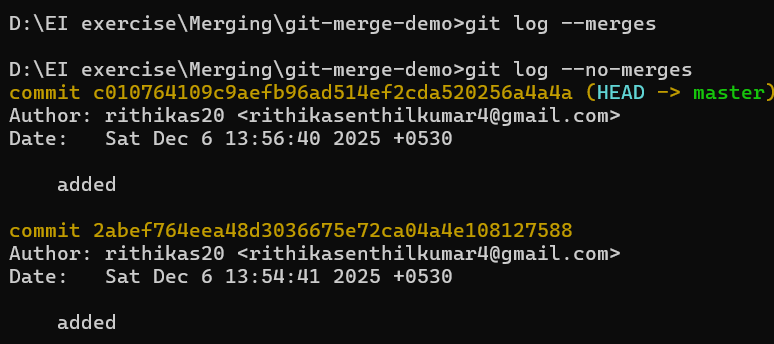 D:\EI exercise\Merging\git-merge-demo>git log --merges
D:\EI exercise\Merging\git-merge-demo>git log --no-merges
commit c010764109c9aefb96ad514ef2cda520256a4a4a (HEAD -> master)
Author: rithikas20 <rithikasenthilkumar4@gmail.com>
Date:   Sat Dec 6 13:56:40 2025 +0530
    added
commit 2abef764eea48d3036675e72ca04a4e108127588
Author: rithikas20 <rithikasenthilkumar4@gmail.com>
Date:   Sat Dec 6 13:54:41 2025 +0530
    added